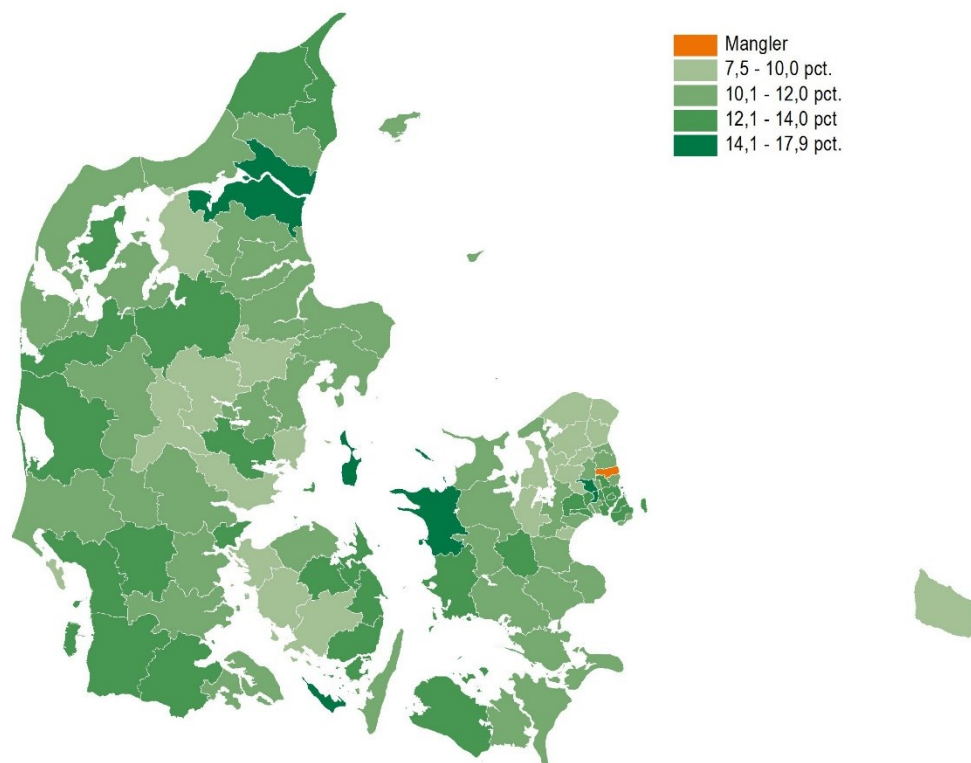 Mangler
7,5 - 10,0 pct.
10,1 - 12,0 pct.
12,1 - 14,0 pct
14,1 - 17,9 pct.